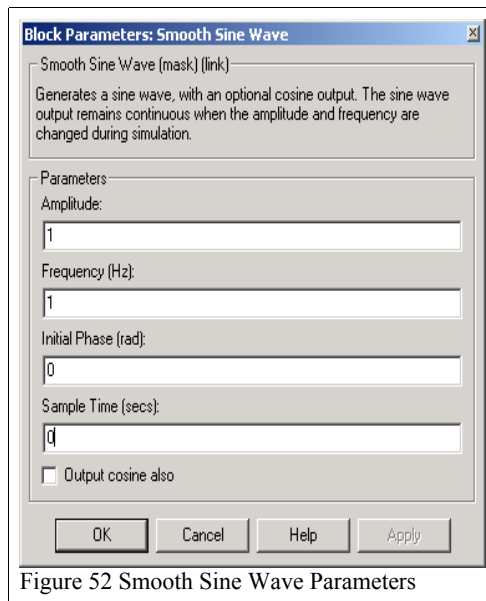 Block Parameters: Smooth Sine Wave
Smooth Sine Wave (mask) (link)
Generates a sine wave, with an optional cosine output. The sine wave
output remains continuous when the amplitude and frequency are
changed during simulation.
Parameters
Amplitude:
1
Frequency (Hz):
1
Initial Phase (rad):
0
Sample Time (secs):
0
Output cosine also
OK Cancel Help Apply
Figure 52 Smooth Sine Wave Parameters